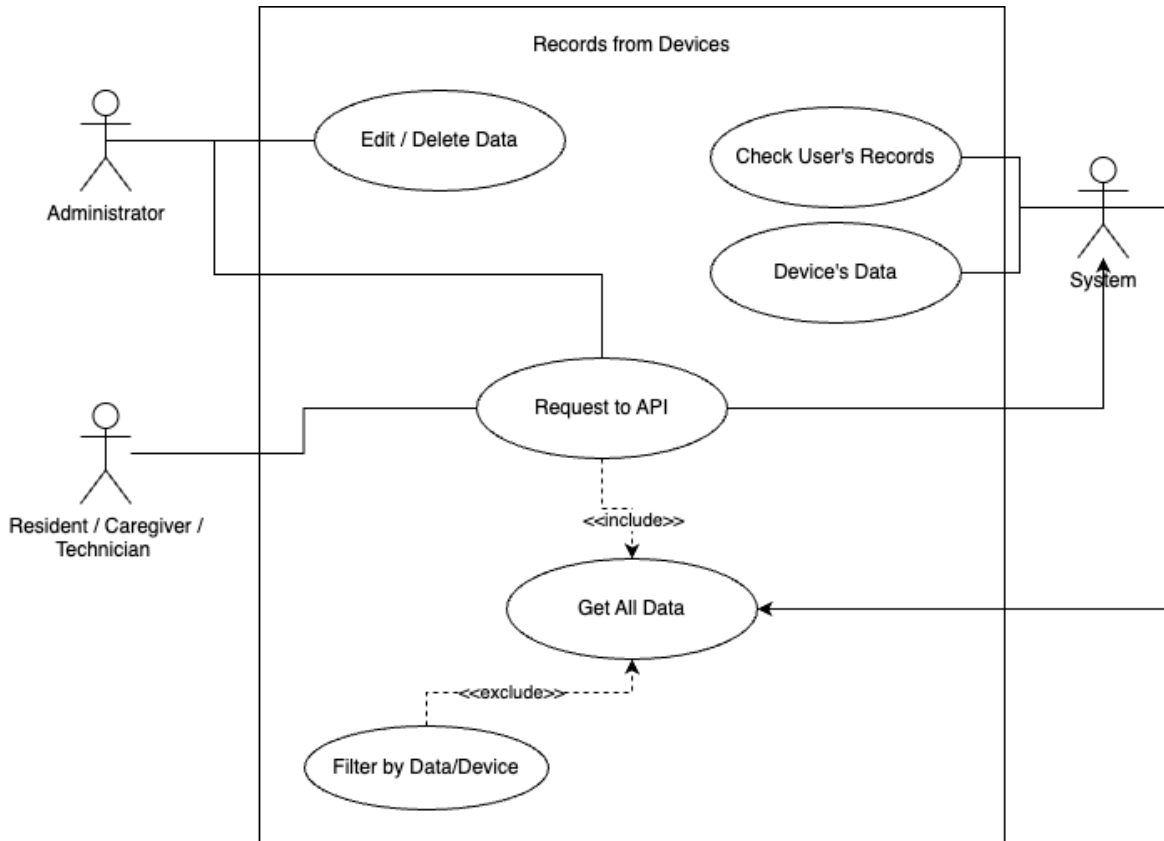 Records from Devices
Edit / Delete Data
Check User's Records
Administrator
Device's Data
System
Request to API
Resident / Caregiver /
Technician
<<include>>
Get All Data
<<exclude>>
Filter by Data/Device